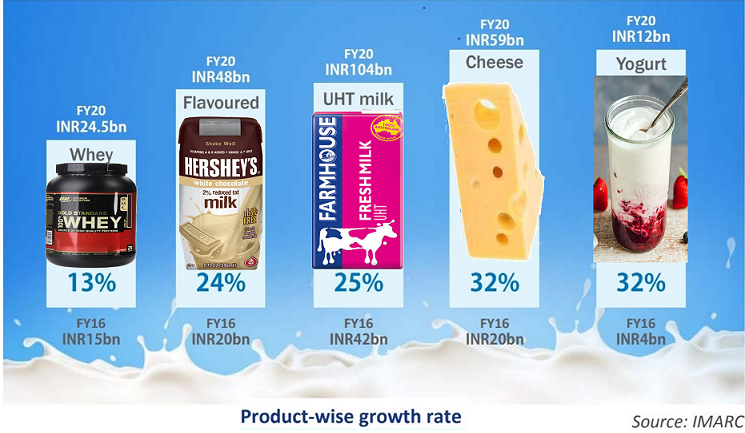 FY20
INR24.5bn
Whey
GOLD STANDARD
100%
WHEY
13%
FY16
INR15bn
FY20
INR48bn
Flavoured
Shake Well
HERSHEY'S
white chocolate
2% reduced fat
milk
24%
FY16
INR20bn
FY20
INR104bn
UHT milk
FARMHOUSE
FRESH MILK
UHT
25%
FY16
INR42bn
FY20
INR59bn
Cheese
32%
FY16
INR20bn
FY20
INR12bn
Yogurt
32%
FY16
INR4bn
Product-wise growth rate
Source: IMARC